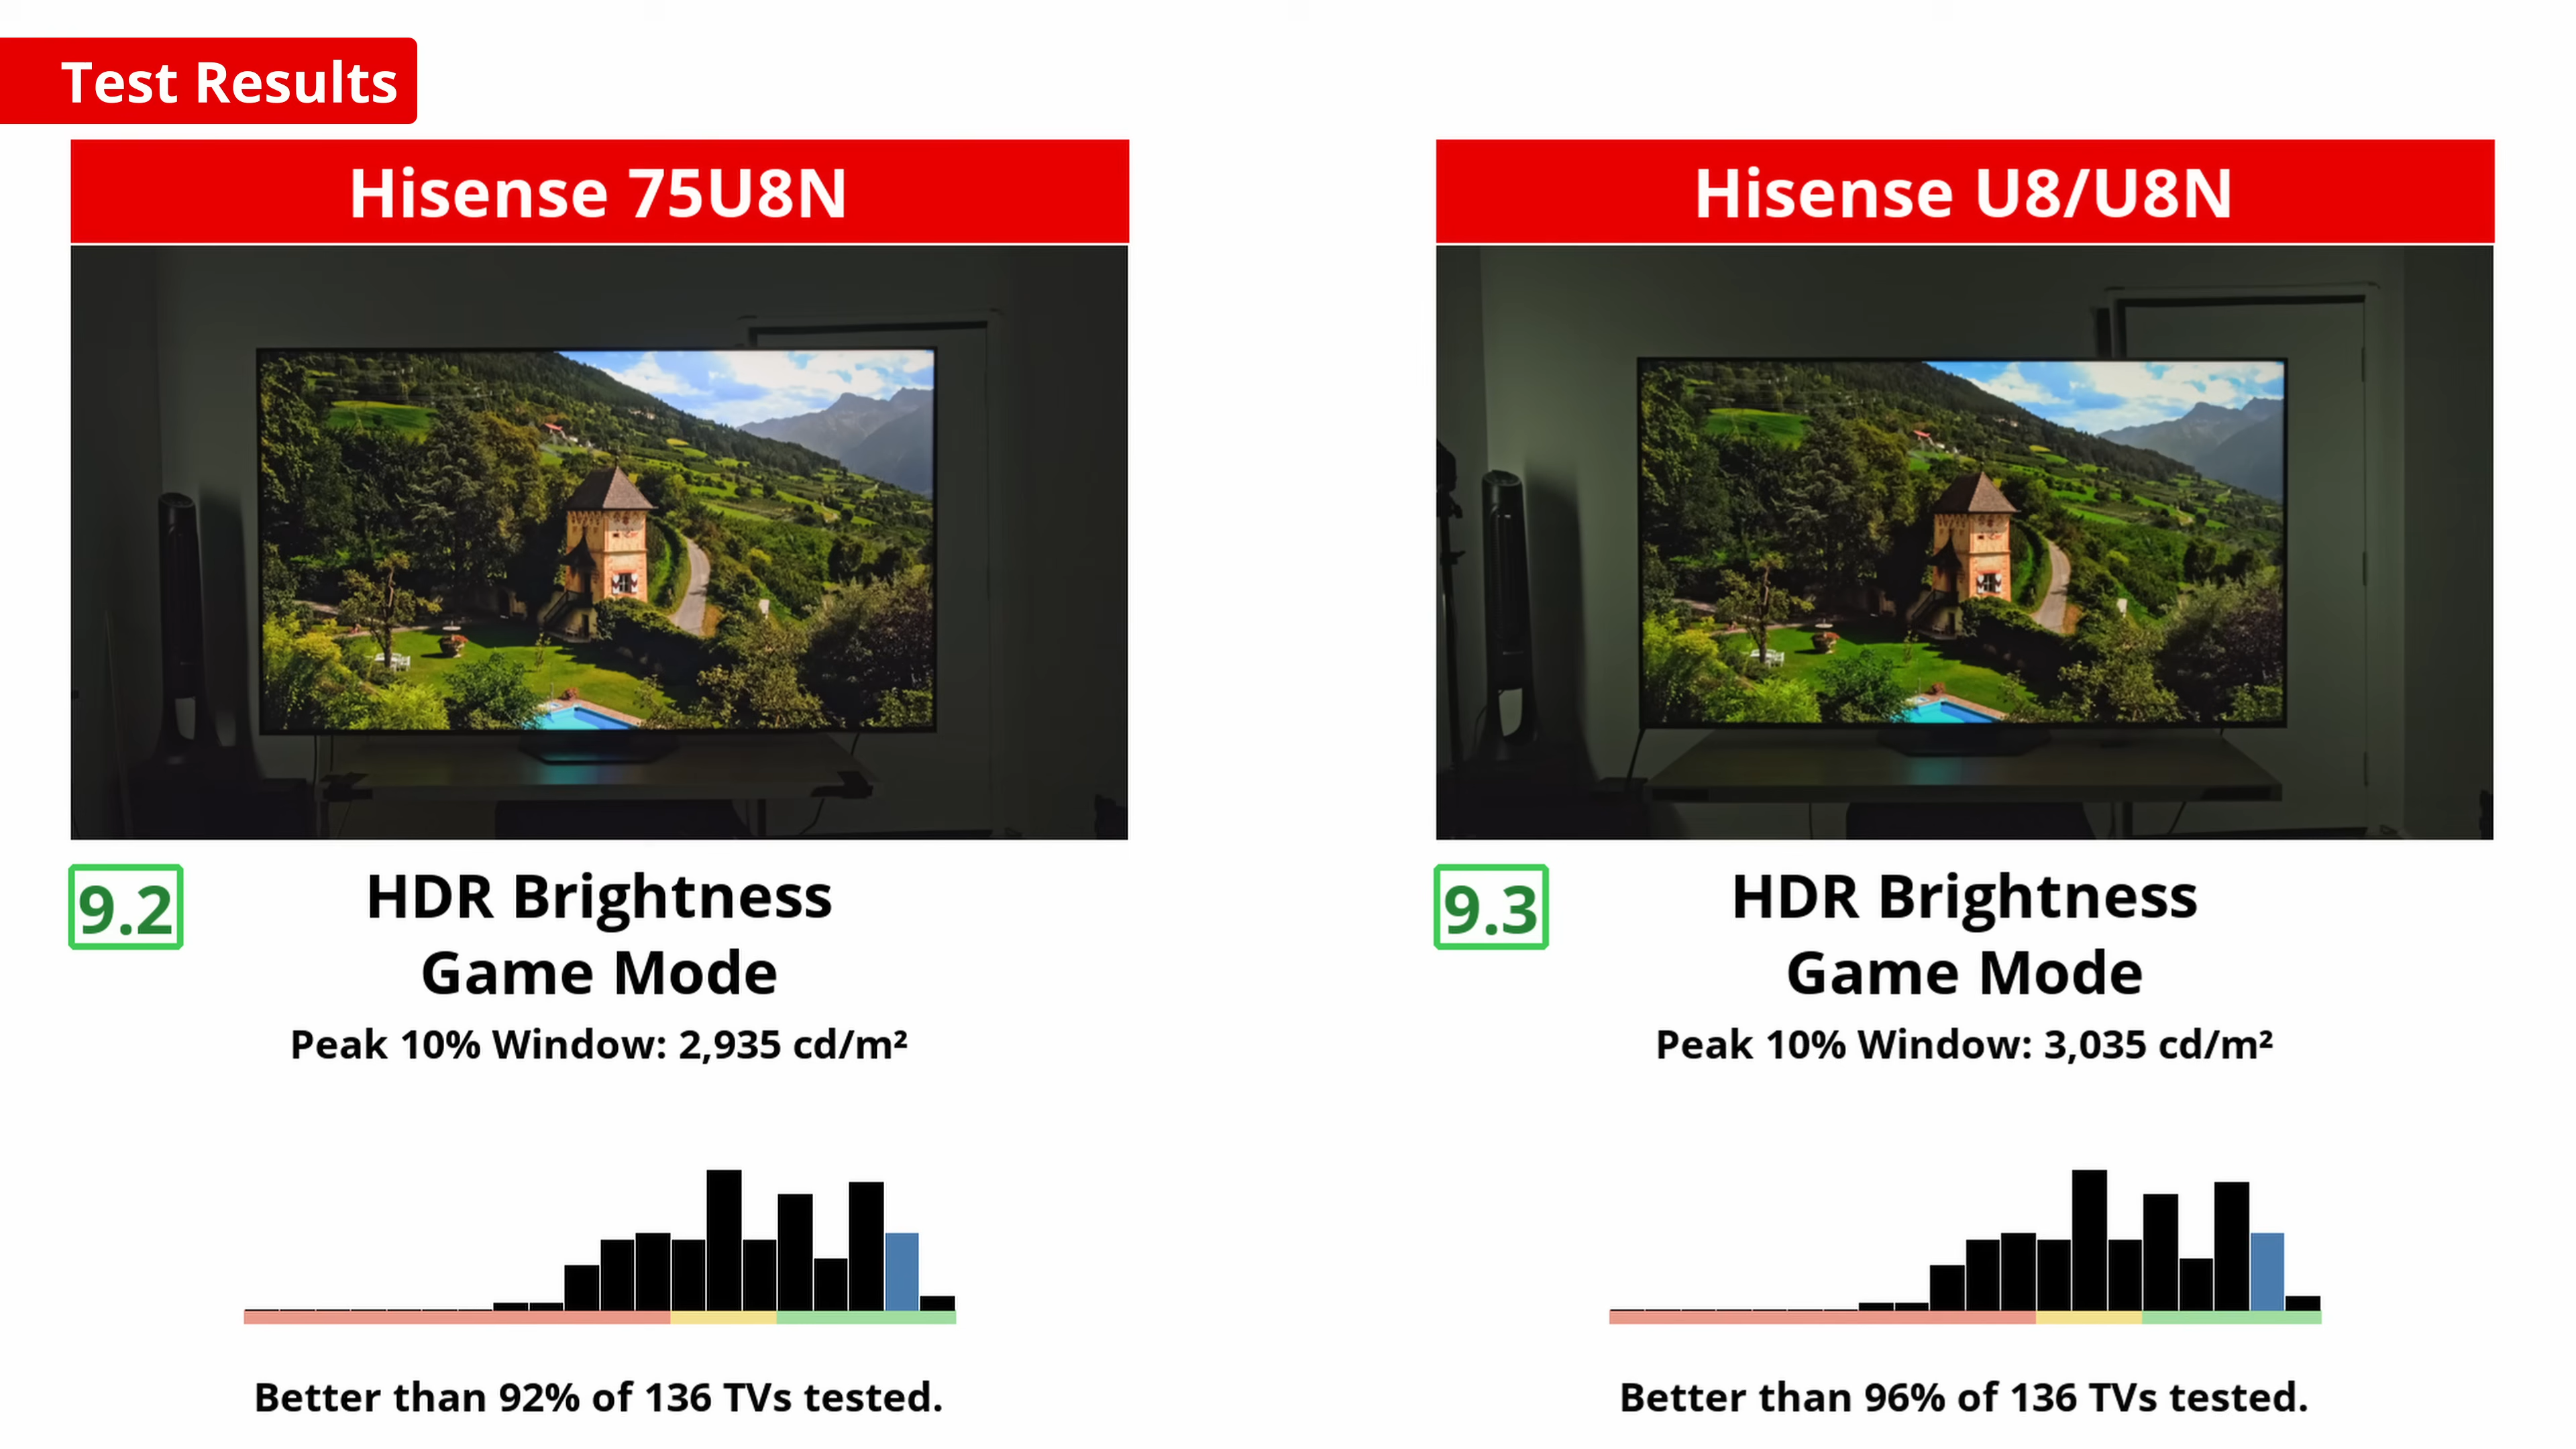 Test Results
Hisense 75U8N
9.2
HDR Brightness
Game Mode
Peak 10% Window: 2,935 cd/m²
Better than 92% of 136 TVs tested.
Hisense U8/U8N
9.3
HDR Brightness
Game Mode
Peak 10% Window: 3,035 cd/m²
Better than 96% of 136 TVs tested.